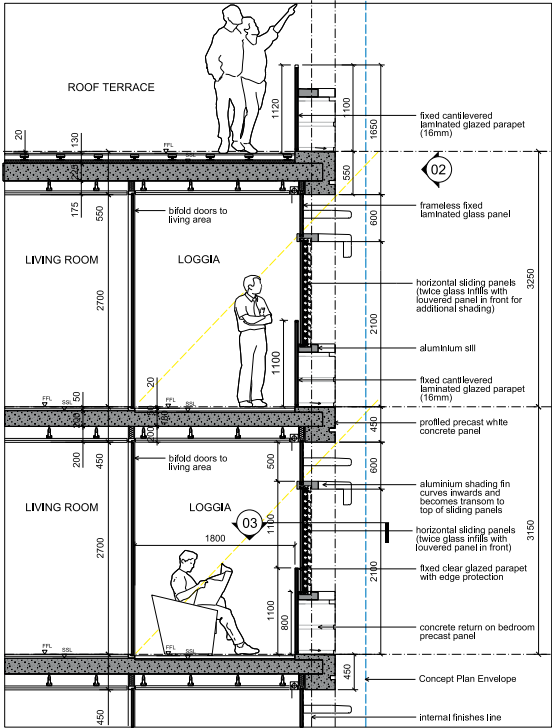 ROOF TERRACE
20
130
175
550
FFL
SSL
1120
1100
1650
550
fixed cantilevered
laminated glazed parapet
(16mm)
02
frameless fixed
laminated glass panel
bifold doors to
living area
600
LIVING ROOM
LOGGIA
2700
1100
2100
3250
horizontal sliding panels
(twice glass infills with
louvered panel in front for
additional shading)
aluminium sill
fixed cantilevered
laminated glazed parapet
(16mm)
FFL
SSL
50
20
FFL
SSL
200
200
450
450
profiled precast white
concrete panel
bifold doors to
living area
500
600
aluminium shading fin
curves inwards and
becomes transom to
top of sliding panels
LIVING ROOM
LOGGIA
03
1100
1800
2700
1100
800
2100
3150
horizontal sliding panels
(twice glass infills with
louvered panel in front)
fixed clear glazed parapet
with edge protection
concrete return on bedroom
precast panel
FFL
SSL
FFL
SSL
450
450
Concept Plan Envelope
internal finishes line